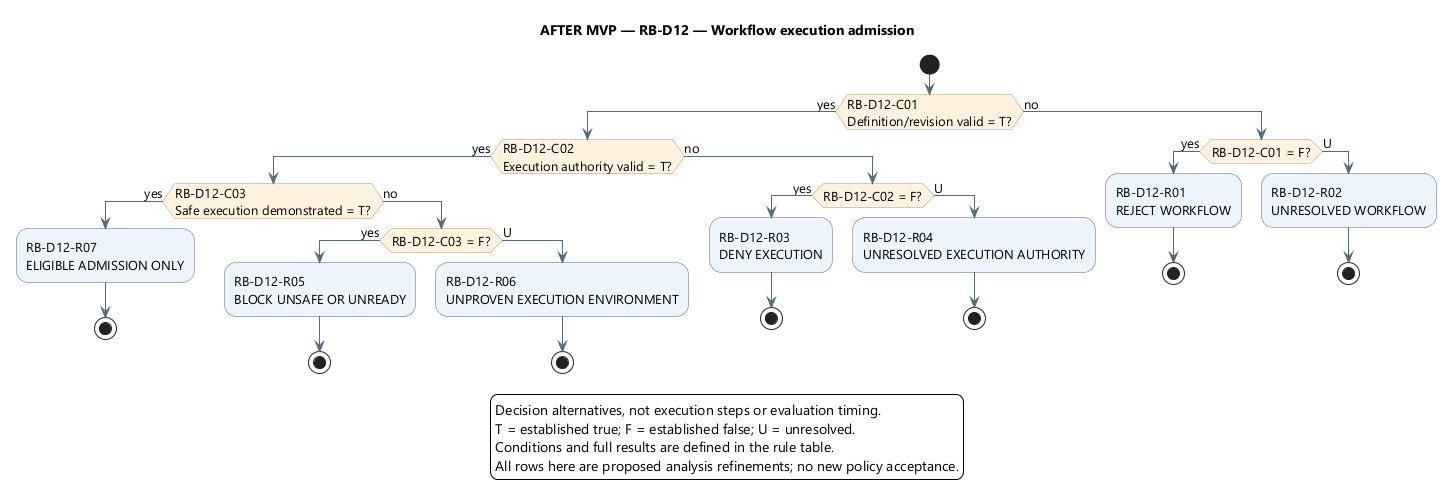 AFTER MVP — RB-D12 — Workflow execution admission
yes
RB-D12-C01
Definition/revision valid = T?
no
yes
RB-D12-C02
Execution authority valid = T?
no
yes
RB-D12-C01 = F?
U
yes
RB-D12-C03
Safe execution demonstrated = T?
no
yes
RB-D12-C02 = F?
U
RB-D12-R01
REJECT WORKFLOW
RB-D12-R02
UNRESOLVED WORKFLOW
RB-D12-R07
ELIGIBLE ADMISSION ONLY
yes
RB-D12-C03 = F?
U
RB-D12-R03
DENY EXECUTION
RB-D12-R04
UNRESOLVED EXECUTION AUTHORITY
RB-D12-R05
BLOCK UNSAFE OR UNREADY
RB-D12-R06
UNPROVEN EXECUTION ENVIRONMENT
Decision alternatives, not execution steps or evaluation timing.
T = established true; F = established false; U = unresolved.
Conditions and full results are defined in the rule table.
All rows here are proposed analysis refinements; no new policy acceptance.